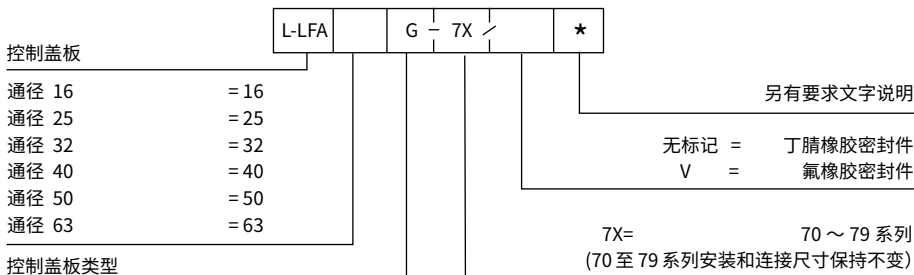 L-LFA G – 7X / *
控制盖板
通径 16 = 16
通径 25 = 25
通径 32 = 32
通径 40 = 40
通径 50 = 50
通径 63 = 63
控制盖板类型
另有要求文字说明
无标记 = 丁腈橡胶密封件
V = 氟橡胶密封件
7X= 70 ～ 79 系列
(70 至 79 系列安装和连接尺寸保持不变)